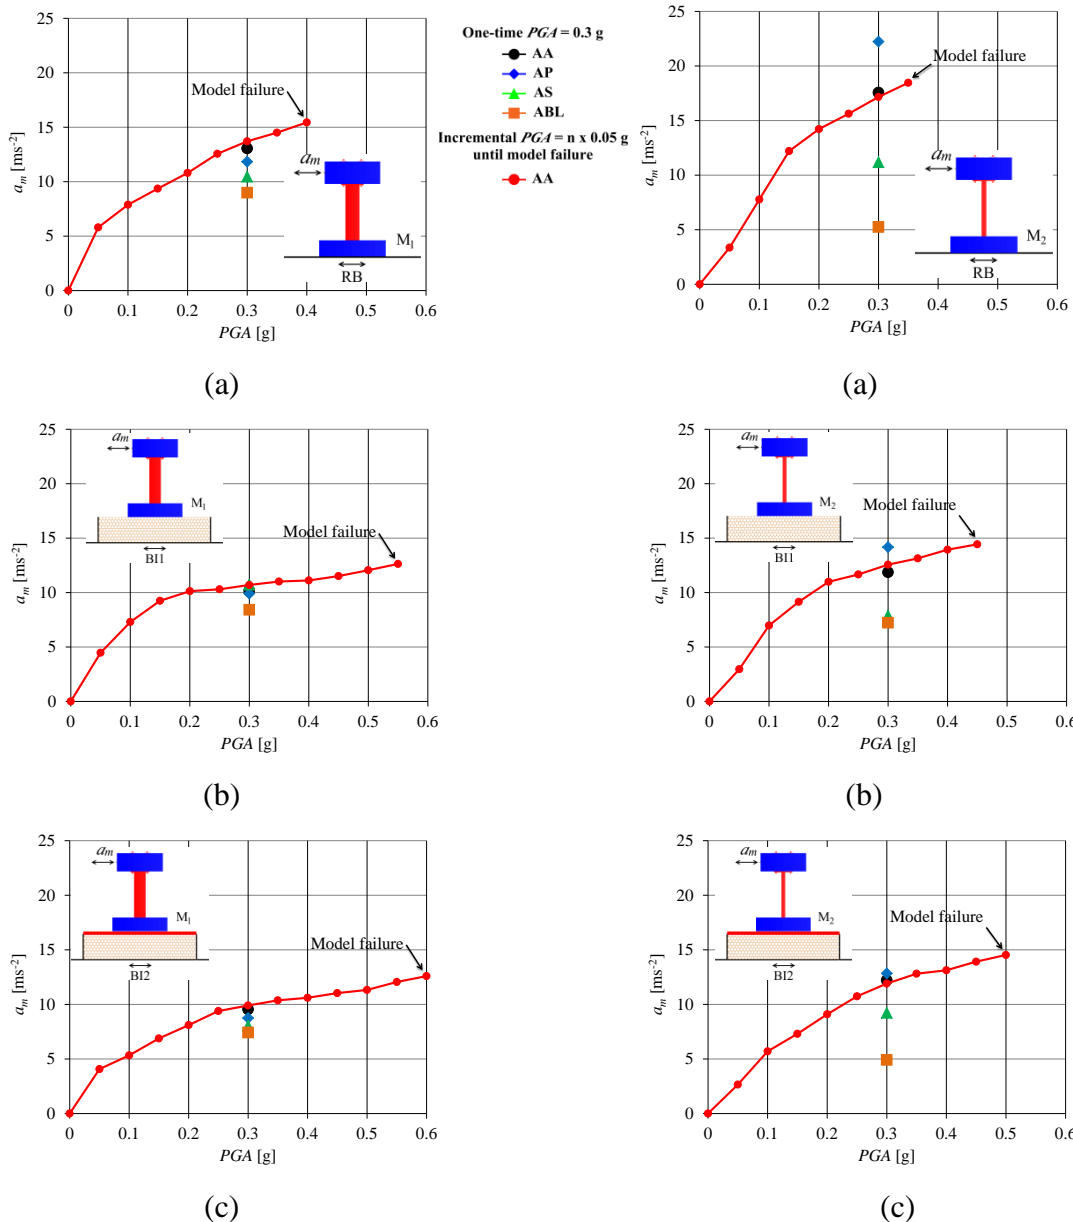 25
20
15
10
5
0
a_m [ms⁻²]
Model failure
a_m
M₁
RB
0 0.1 0.2 0.3 0.4 0.5 0.6
PGA [g]
(a)
One-time PGA = 0.3 g
AA
AP
AS
ABL
Incremental PGA = n x 0.05 g
until model failure
AA
25
20
15
10
5
0
a_m [ms⁻²]
Model failure
a_m
M₂
RB
0 0.1 0.2 0.3 0.4 0.5 0.6
PGA [g]
(a)
25
20
15
10
5
0
a_m [ms⁻²]
a_m
M₁
BI1
Model failure
0 0.1 0.2 0.3 0.4 0.5 0.6
PGA [g]
(b)
25
20
15
10
5
0
a_m [ms⁻²]
a_m
M₂
BI1
Model failure
0 0.1 0.2 0.3 0.4 0.5 0.6
PGA [g]
(b)
25
20
15
10
5
0
a_m [ms⁻²]
a_m
M₁
BI2
Model failure
0 0.1 0.2 0.3 0.4 0.5 0.6
PGA [g]
(c)
25
20
15
10
5
0
a_m [ms⁻²]
a_m
M₂
BI2
Model failure
0 0.1 0.2 0.3 0.4 0.5 0.6
PGA [g]
(c)